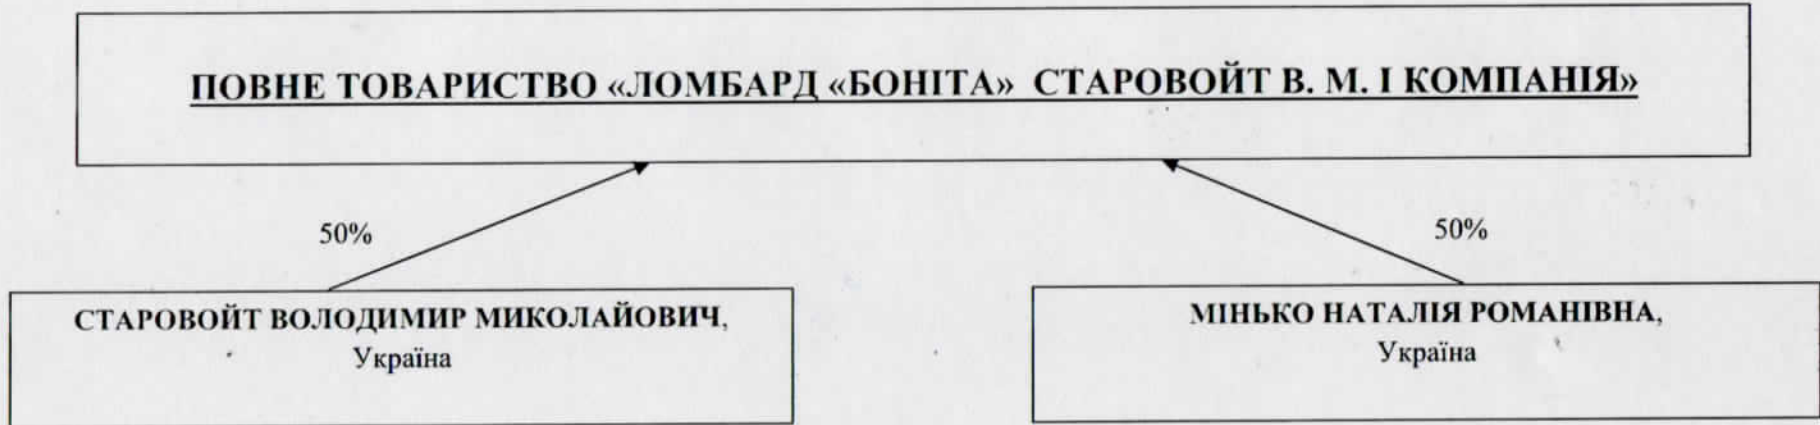 ПОВНЕ ТОВАРИСТВО «ЛОМБАРД «БОНІТА» СТАРОВОЙТ В. М. І КОМПАНІЯ»
50%
50%
СТАРОВОЙТ ВОЛОДИМИР МИКОЛАЙОВИЧ,
Україна
МІНЬКО НАТАЛІЯ РОМАНІВНА,
Україна